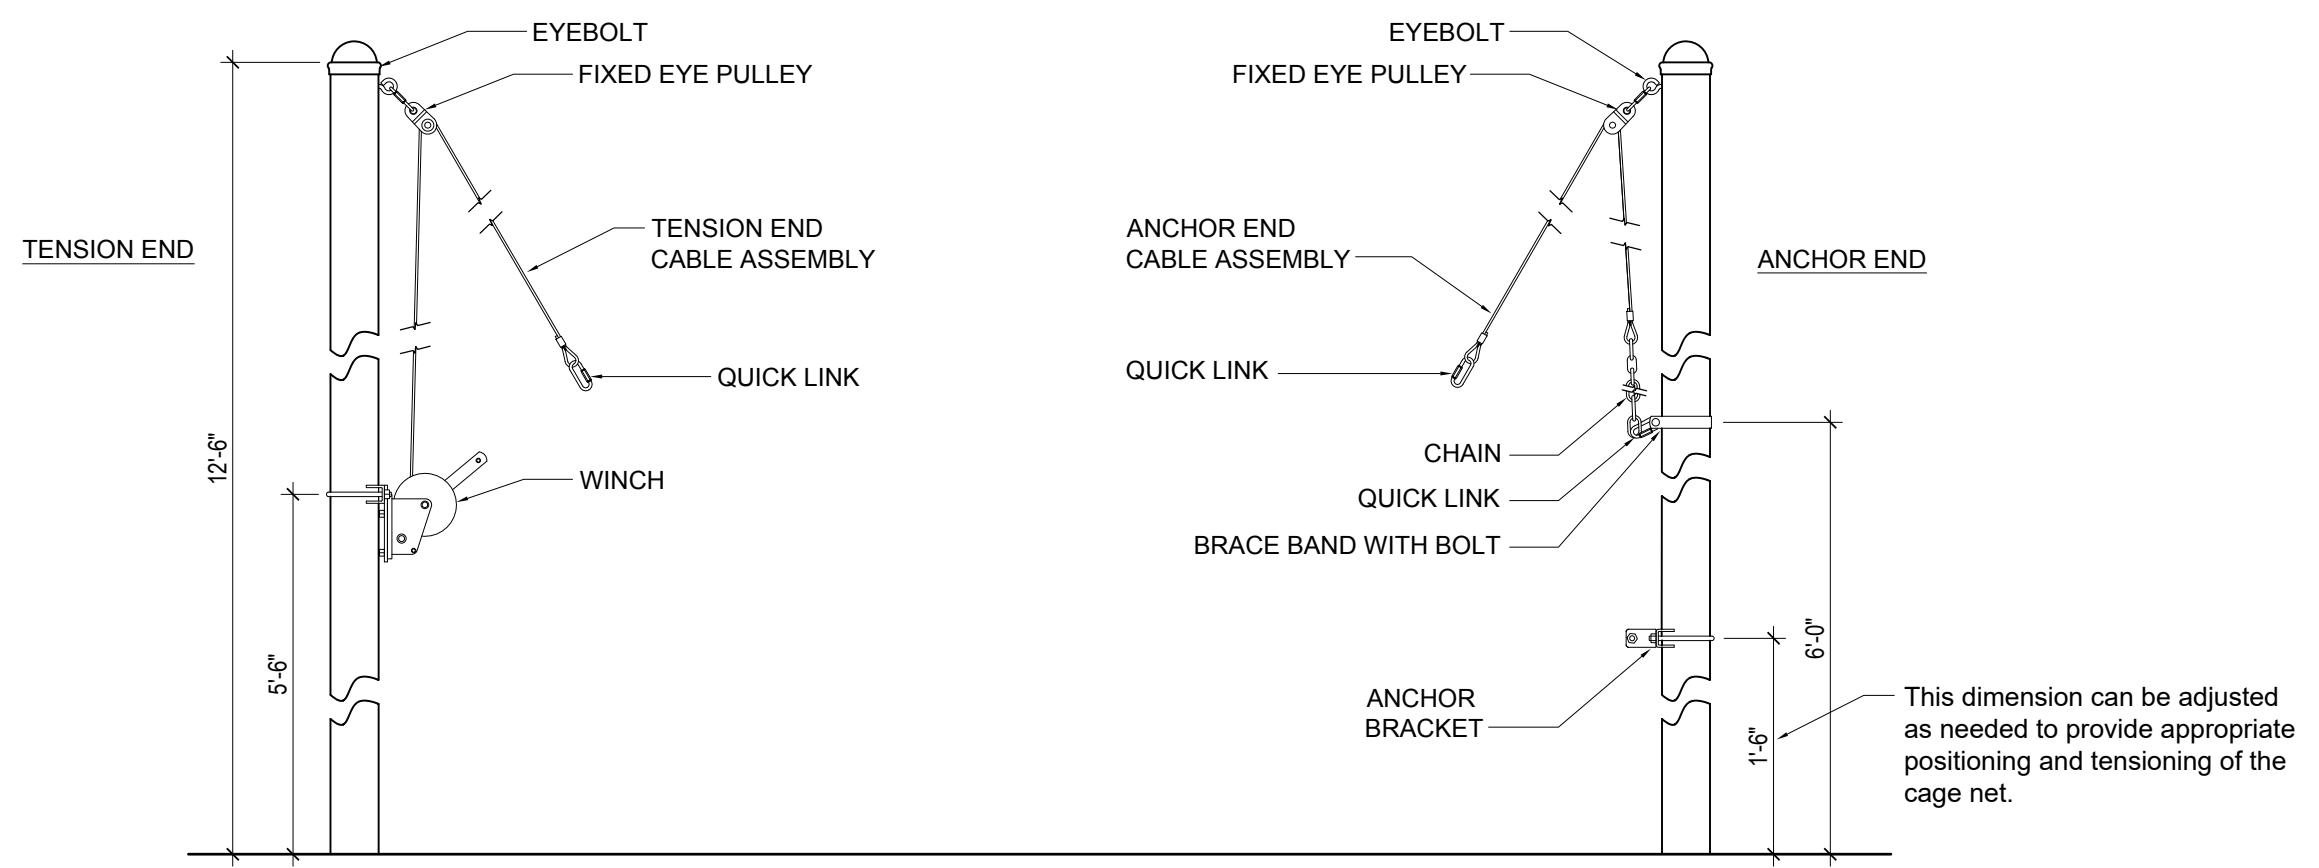 EYEBOLT
FIXED EYE PULLEY
TENSION END
TENSION END
CABLE ASSEMBLY
QUICK LINK
12'-6"
WINCH
5'-6"
EYEBOLT
FIXED EYE PULLEY
ANCHOR END
CABLE ASSEMBLY
ANCHOR END
QUICK LINK
CHAIN
QUICK LINK
BRACE BAND WITH BOLT
6'-0"
ANCHOR
BRACKET
1'-6"
This dimension can be adjusted
as needed to provide appropriate
positioning and tensioning of the
cage net.